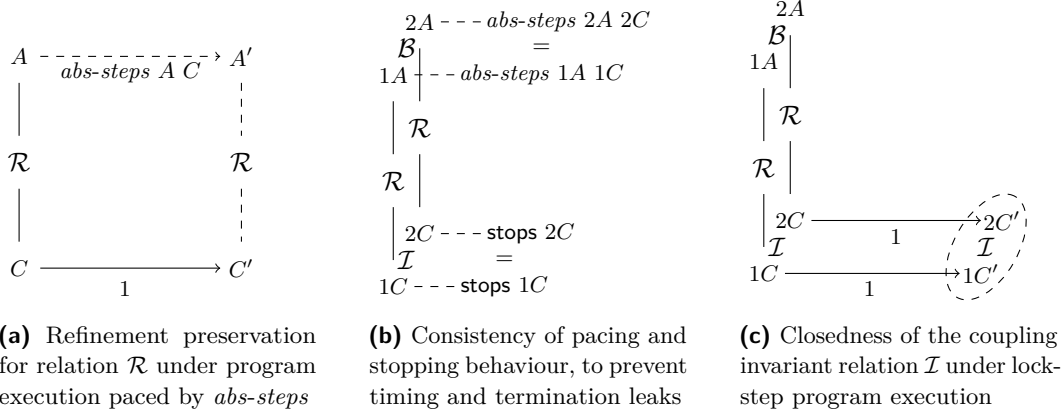 A
A′
abs-steps A C
R
R
C
C′
1
(a) Refinement preservation
for relation R under program
execution paced by abs-steps
2A
abs-steps 2A 2C
B
=
1A
abs-steps 1A 1C
R
R
2C
stops 2C
I
=
1C
stops 1C
(b) Consistency of pacing and
stopping behaviour, to prevent
timing and termination leaks
2A
B
1A
R
R
2C
2C′
1
I
I
1C
1C′
1
(c) Closedness of the coupling
invariant relation I under lock-
step program execution